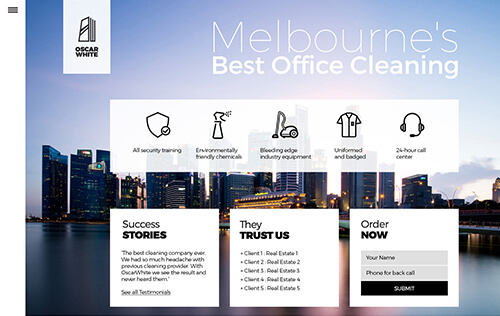 OSCAR
WHITE
Melbourne's
Best Office Cleaning
All security training
Environmentally
friendly chemicals
Bleeding edge
industry equipment
Uniformed
and badged
24-hour call
center
Success
STORIES
'The best cleaning company ever.
We had so much headache with
previous cleaning provider. With
OscarWhite we see the result and
never heard them.'
See all Testimonials
They
TRUST US
+ Client 1 : Real Estate 1
+ Client 2 : Real Estate 2
+ Client 3 : Real Estate 3
+ Client 4 : Real Estate 4
+ Client 5 : Real Estate 5
Order
NOW
Your Name
Phone for back call
SUBMIT